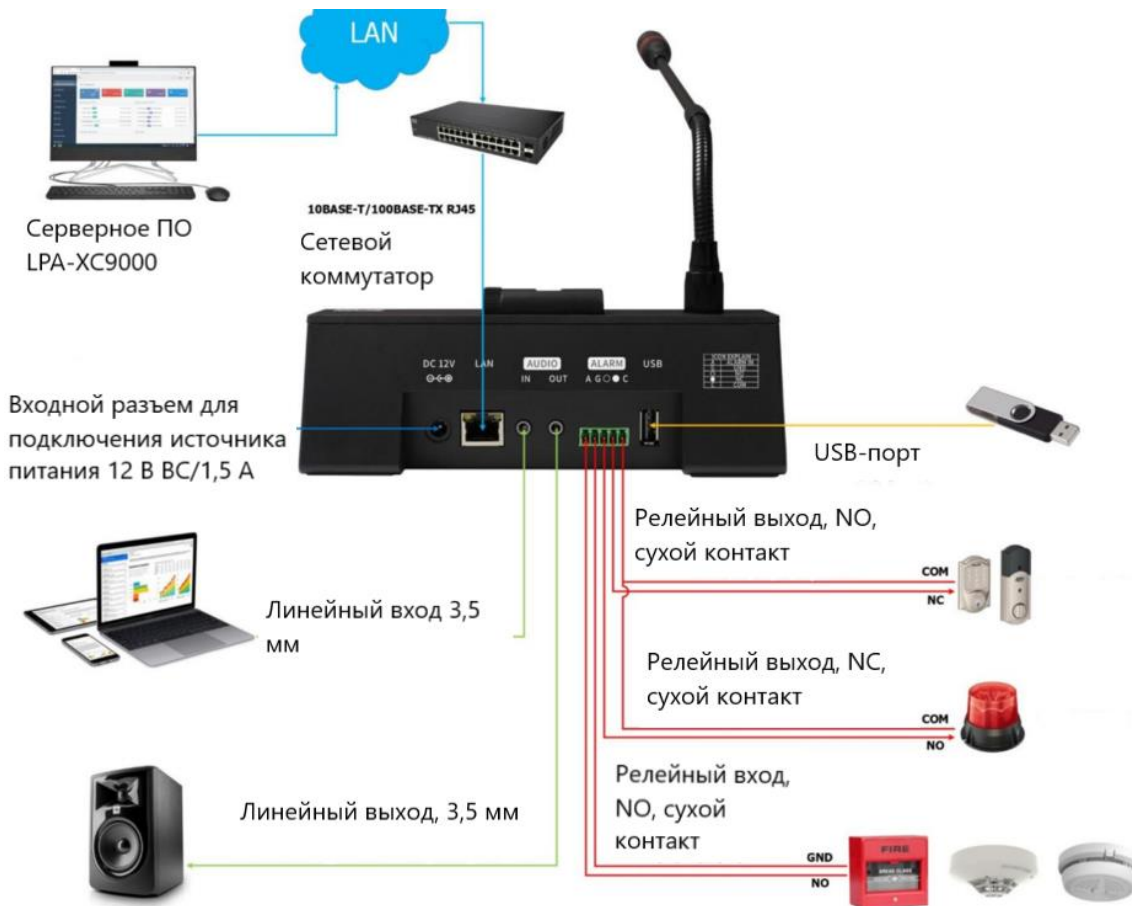 LAN
10BASE-T/100BASE-TX RJ45
Серверное ПО
LPA-XC9000
Сетевой
коммутатор
DC 12V LAN AUDIO ALARM USB
IN OUT A G C
ICON EXPLAIN
Входной разъем для
подключения источника
питания 12 В ВС/1,5 А
USB-порт
Релейный выход, NO,
сухой контакт
COM
NC
Линейный вход 3,5
мм
Релейный выход, NC,
сухой контакт
COM
NO
Релейный вход,
NO, сухой
контакт
Линейный выход, 3,5 мм
GND
NO
FIRE